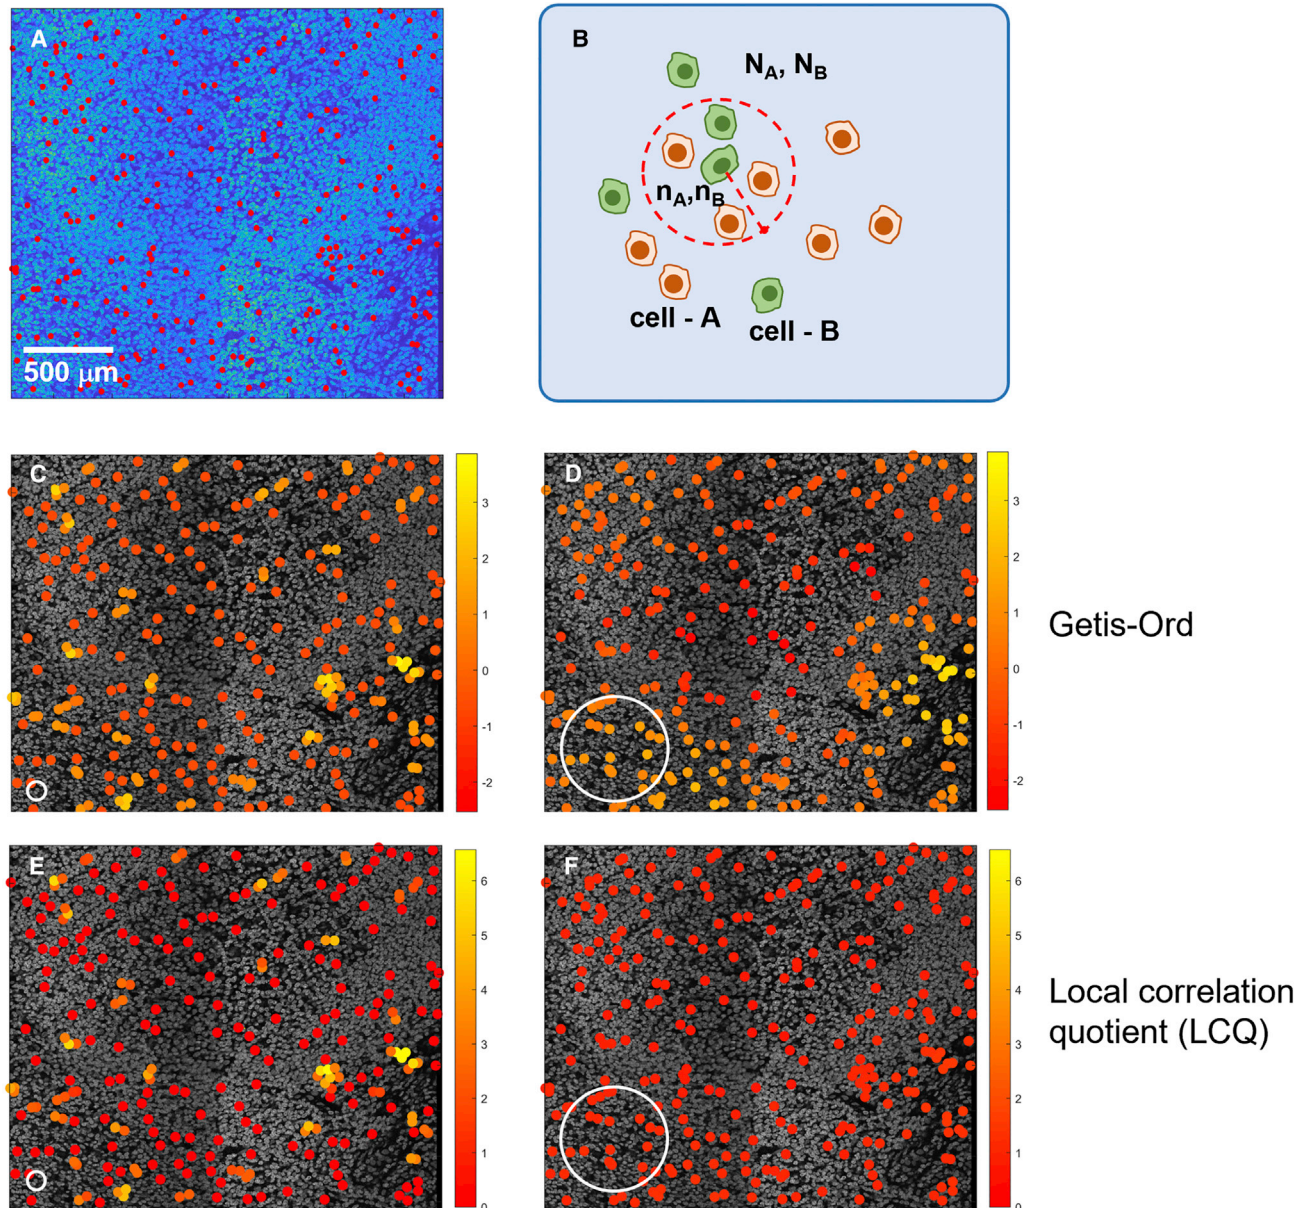 A
500 μm
B
N_A, N_B
n_A,n_B
cell - A
cell - B
C
3
2
1
0
-1
-2
D
3
2
1
0
-1
-2
Getis-Ord
E
6
5
4
3
2
1
0
F
6
5
4
3
2
1
0
Local correlation
quotient (LCQ)